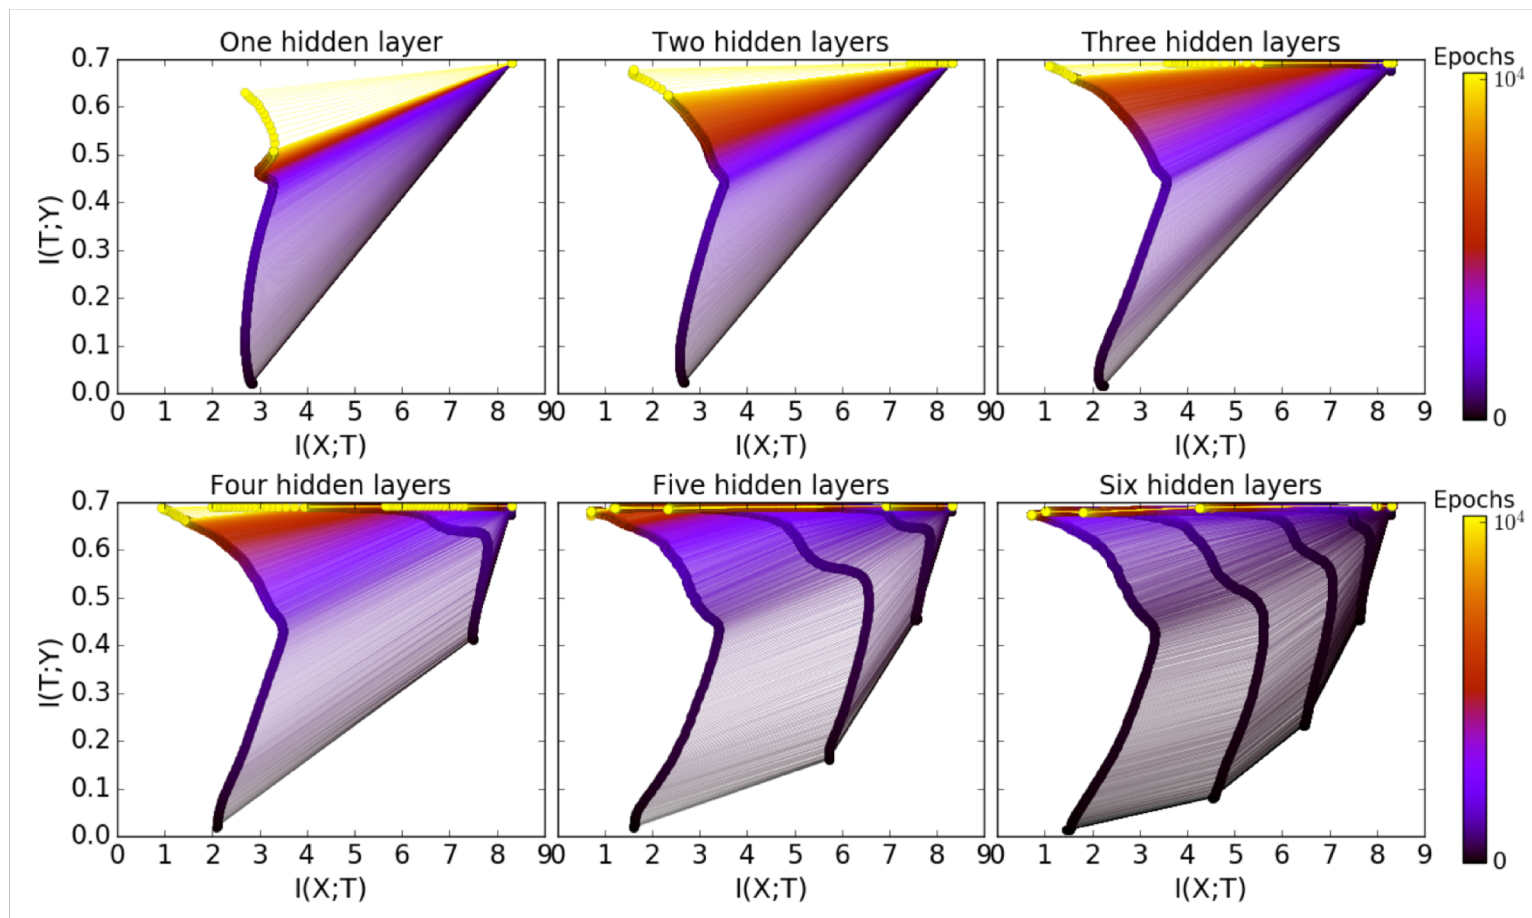 One hidden layer
Two hidden layers
Three hidden layers
Epochs
10^4
0
I(T;Y)
0.7
0.6
0.5
0.4
0.3
0.2
0.1
0.0
0 1 2 3 4 5 6 7 8 9
0 1 2 3 4 5 6 7 8 9
0 1 2 3 4 5 6 7 8 9
I(X;T)
I(X;T)
I(X;T)
Four hidden layers
Five hidden layers
Six hidden layers
Epochs
10^4
0
I(T;Y)
0.7
0.6
0.5
0.4
0.3
0.2
0.1
0.0
0 1 2 3 4 5 6 7 8 9
0 1 2 3 4 5 6 7 8 9
0 1 2 3 4 5 6 7 8 9
I(X;T)
I(X;T)
I(X;T)